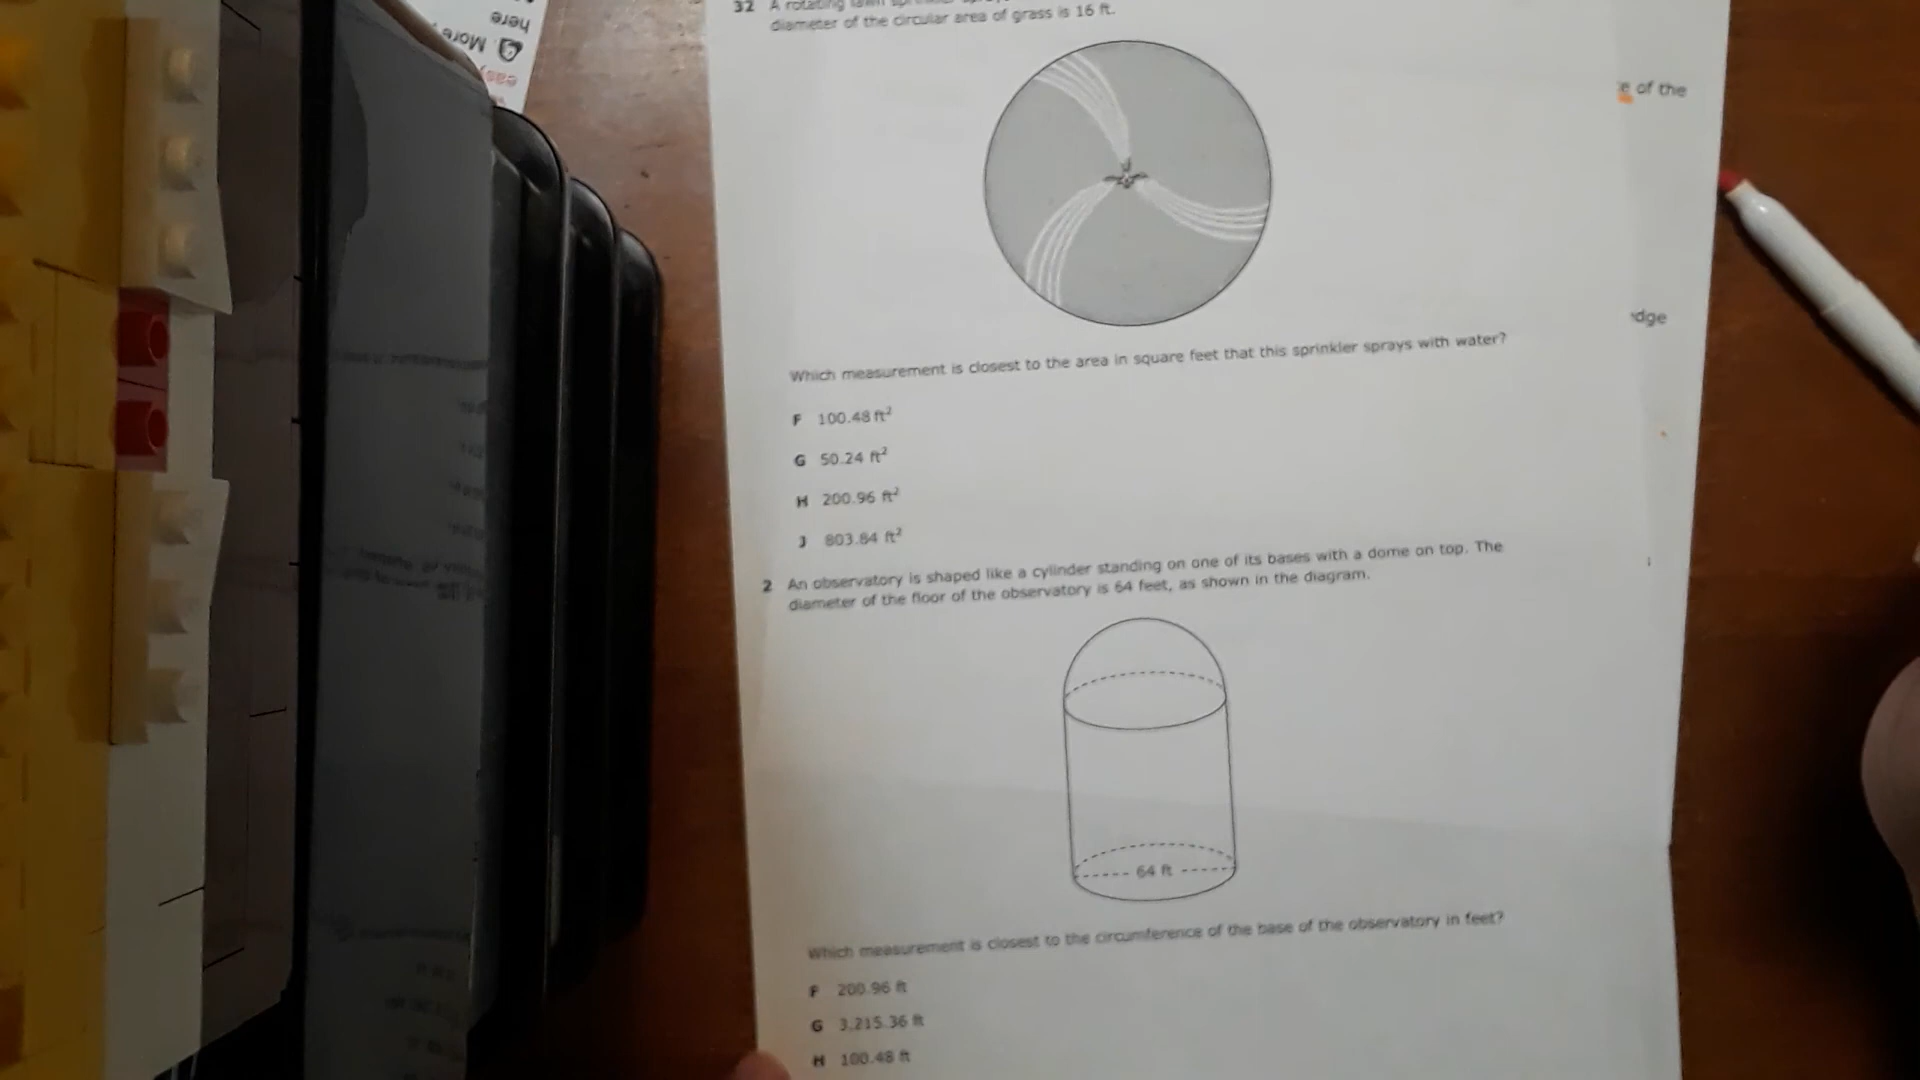 here
More
easy
32 A rotating lawn
diameter of the circular area of grass is 16 ft.
of the
Which measurement is closest to the area in square feet that this sprinkler sprays with water?
F 100.48 ft²
G 50.24 ft²
H 200.96 ft²
J 803.84 ft²
2 An observatory is shaped like a cylinder standing on one of its bases with a dome on top. The
diameter of the floor of the observatory is 64 feet, as shown in the diagram.
64 ft
Which measurement is closest to the circumference of the base of the observatory in feet?
F 200.96 ft
G 3,215.36 ft
H 100.48 ft